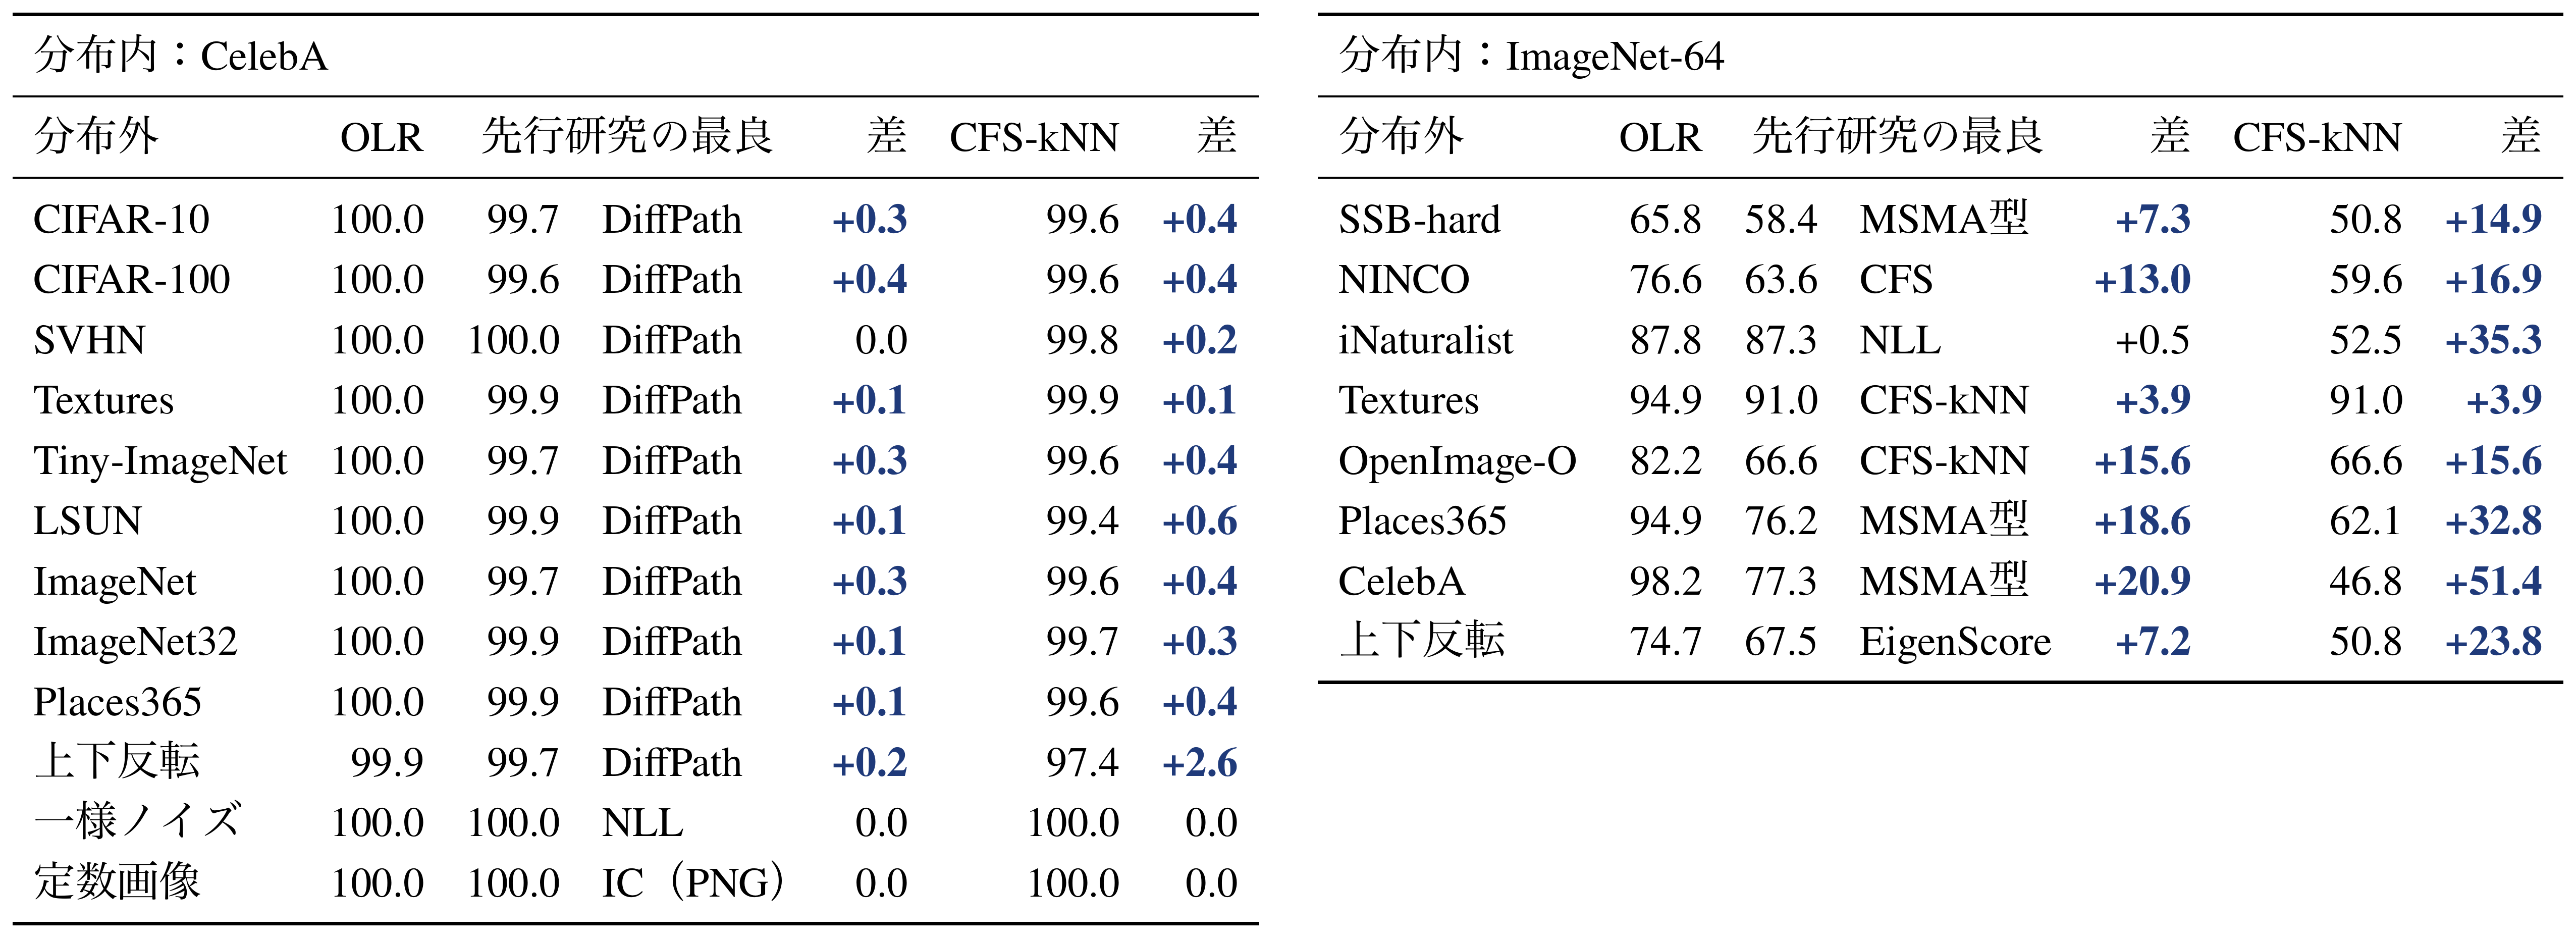 分布内：CelebA
分布外 OLR 先行研究の最良 差 CFS-kNN 差
CIFAR-10 100.0 99.7 DiffPath +0.3 99.6 +0.4
CIFAR-100 100.0 99.6 DiffPath +0.4 99.6 +0.4
SVHN 100.0 100.0 DiffPath 0.0 99.8 +0.2
Textures 100.0 99.9 DiffPath +0.1 99.9 +0.1
Tiny-ImageNet 100.0 99.7 DiffPath +0.3 99.6 +0.4
LSUN 100.0 99.9 DiffPath +0.1 99.4 +0.6
ImageNet 100.0 99.7 DiffPath +0.3 99.6 +0.4
ImageNet32 100.0 99.9 DiffPath +0.1 99.7 +0.3
Places365 100.0 99.9 DiffPath +0.1 99.6 +0.4
上下反転 99.9 99.7 DiffPath +0.2 97.4 +2.6
一様ノイズ 100.0 100.0 NLL 0.0 100.0 0.0
定数画像 100.0 100.0 IC（PNG） 0.0 100.0 0.0
分布内：ImageNet-64
分布外 OLR 先行研究の最良 差 CFS-kNN 差
SSB-hard 65.8 58.4 MSMA型 +7.3 50.8 +14.9
NINCO 76.6 63.6 CFS +13.0 59.6 +16.9
iNaturalist 87.8 87.3 NLL +0.5 52.5 +35.3
Textures 94.9 91.0 CFS-kNN +3.9 91.0 +3.9
OpenImage-O 82.2 66.6 CFS-kNN +15.6 66.6 +15.6
Places365 94.9 76.2 MSMA型 +18.6 62.1 +32.8
CelebA 98.2 77.3 MSMA型 +20.9 46.8 +51.4
上下反転 74.7 67.5 EigenScore +7.2 50.8 +23.8